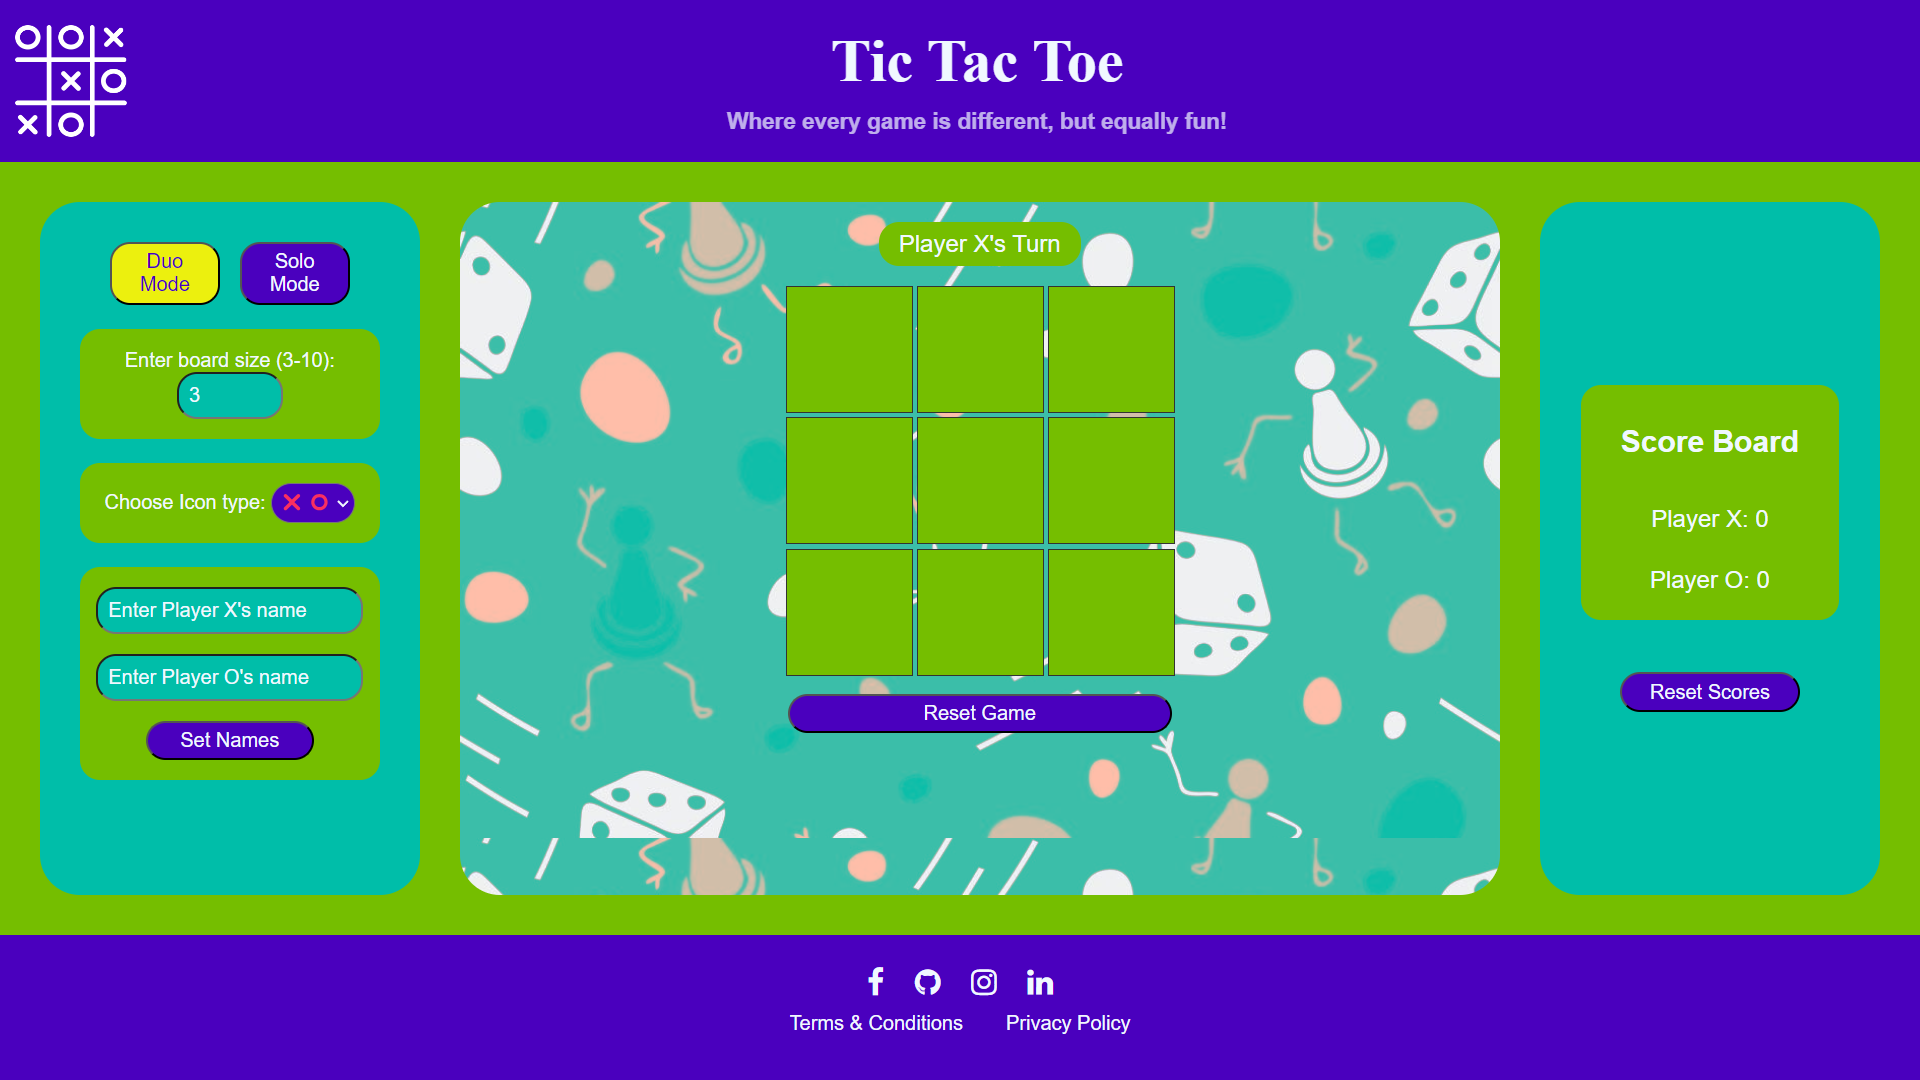 Tic Tac Toe
Where every game is different, but equally fun!
Duo
Mode
Solo
Mode
Enter board size (3-10):
3
Choose Icon type:
Enter Player X's name
Enter Player O's name
Set Names
Player X's Turn
Reset Game
Score Board
Player X: 0
Player O: 0
Reset Scores
Terms & Conditions
Privacy Policy